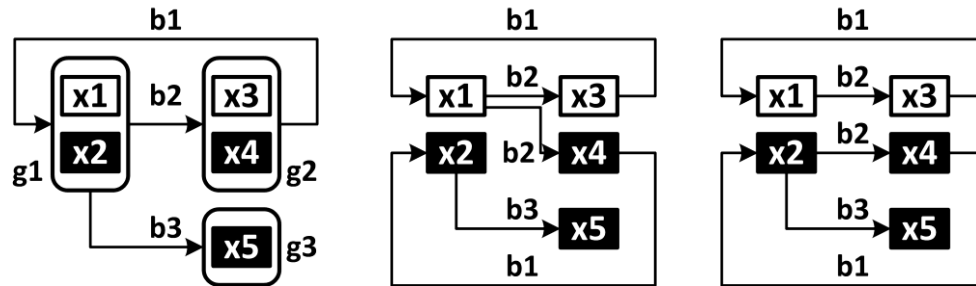 b1 b1 b1
x1 b2 x3 x1 b2 x3 x1 b2 x3
x2 x4 x2 b2 x4 x2 b2 x4
g1 g2
b3 b3 b3
x5 g3 x5 x5
b1 b1